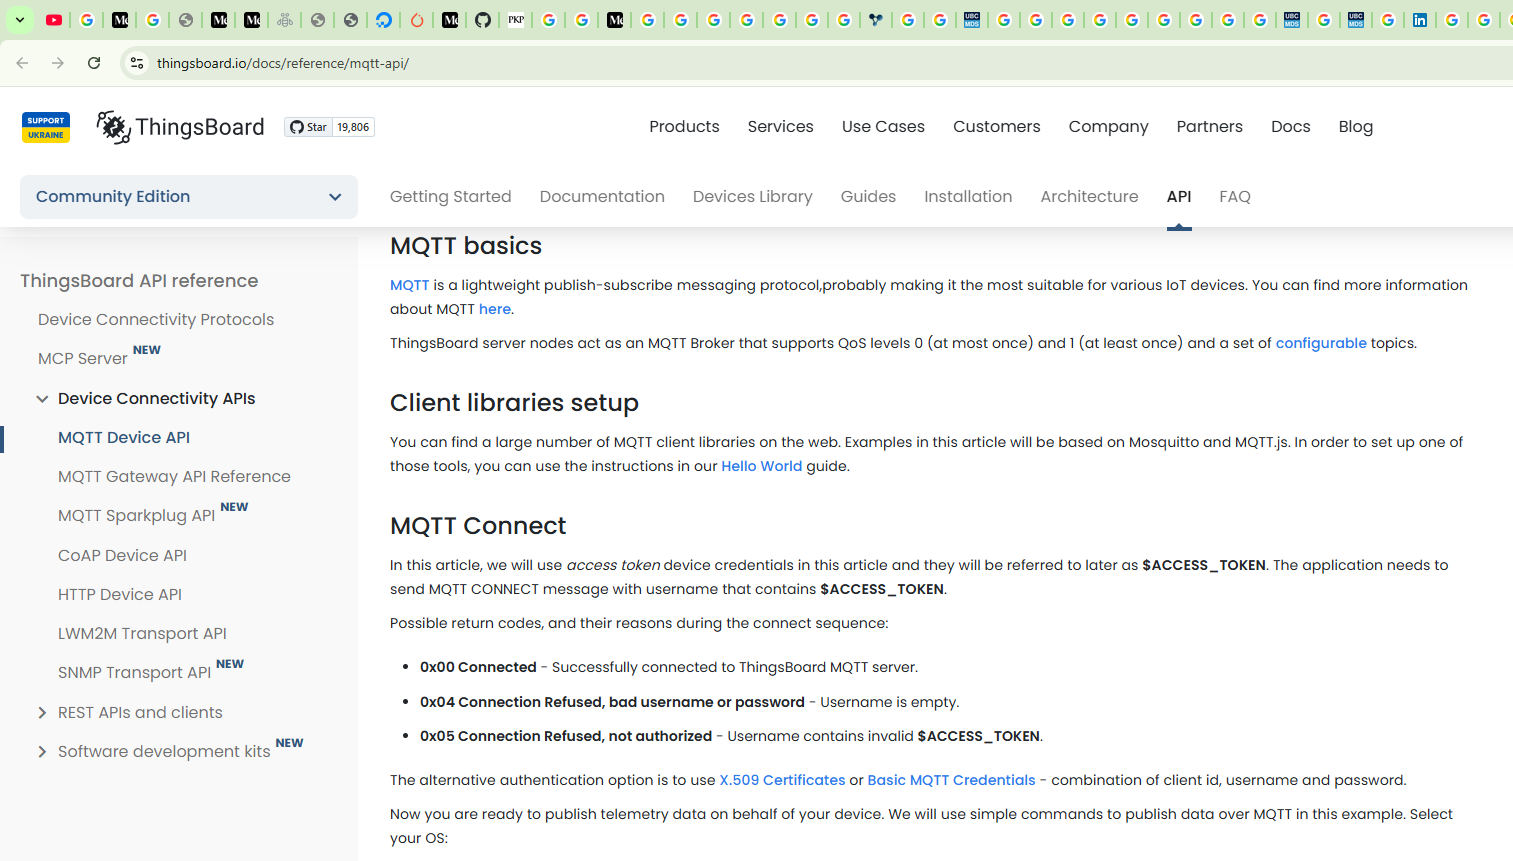 thingsboard.io/docs/reference/mqtt-api/
SUPPORT
UKRAINE
ThingsBoard
Star 19,806
Products Services Use Cases Customers Company Partners Docs Blog
Community Edition
Getting Started Documentation Devices Library Guides Installation Architecture API FAQ
ThingsBoard API reference
Device Connectivity Protocols
MCP Server NEW
Device Connectivity APIs
MQTT Device API
MQTT Gateway API Reference
MQTT Sparkplug API NEW
CoAP Device API
HTTP Device API
LWM2M Transport API
SNMP Transport API NEW
REST APIs and clients
Software development kits NEW
MQTT basics
MQTT is a lightweight publish-subscribe messaging protocol,probably making it the most suitable for various IoT devices. You can find more information
about MQTT here.
ThingsBoard server nodes act as an MQTT Broker that supports QoS levels 0 (at most once) and 1 (at least once) and a set of configurable topics.
Client libraries setup
You can find a large number of MQTT client libraries on the web. Examples in this article will be based on Mosquitto and MQTT.js. In order to set up one of
those tools, you can use the instructions in our Hello World guide.
MQTT Connect
In this article, we will use access token device credentials in this article and they will be referred to later as $ACCESS_TOKEN. The application needs to
send MQTT CONNECT message with username that contains $ACCESS_TOKEN.
Possible return codes, and their reasons during the connect sequence:
• 0x00 Connected - Successfully connected to ThingsBoard MQTT server.
• 0x04 Connection Refused, bad username or password - Username is empty.
• 0x05 Connection Refused, not authorized - Username contains invalid $ACCESS_TOKEN.
The alternative authentication option is to use X.509 Certificates or Basic MQTT Credentials - combination of client id, username and password.
Now you are ready to publish telemetry data on behalf of your device. We will use simple commands to publish data over MQTT in this example. Select
your OS: